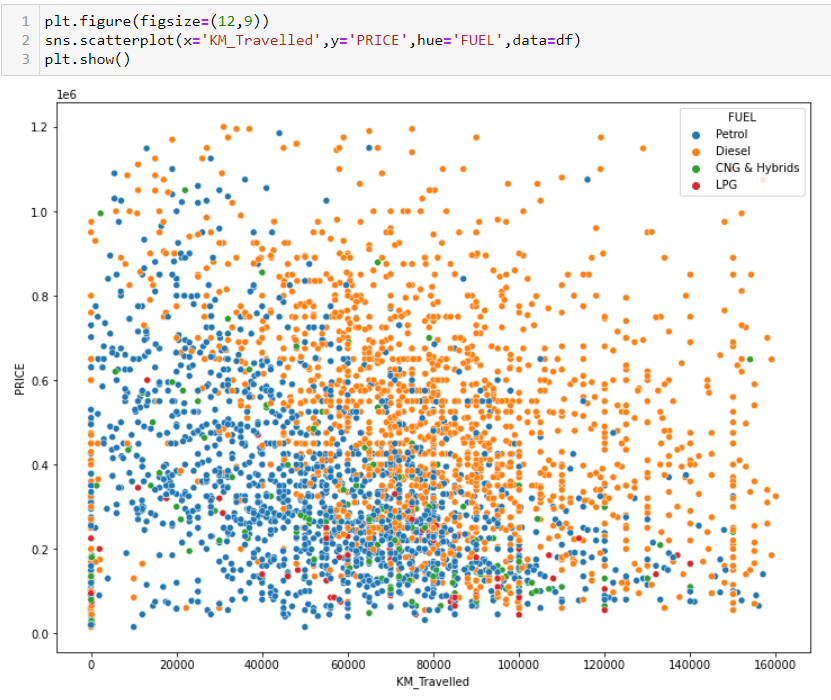 1 plt.figure(figsize=(12,9))
2 sns.scatterplot(x='KM_Travelled',y='PRICE',hue='FUEL',data=df)
3 plt.show()
1e6
FUEL
Petrol
Diesel
CNG & Hybrids
LPG
1.2
1.0
0.8
0.6
0.4
0.2
0.0
PRICE
0 20000 40000 60000 80000 100000 120000 140000 160000
KM_Travelled